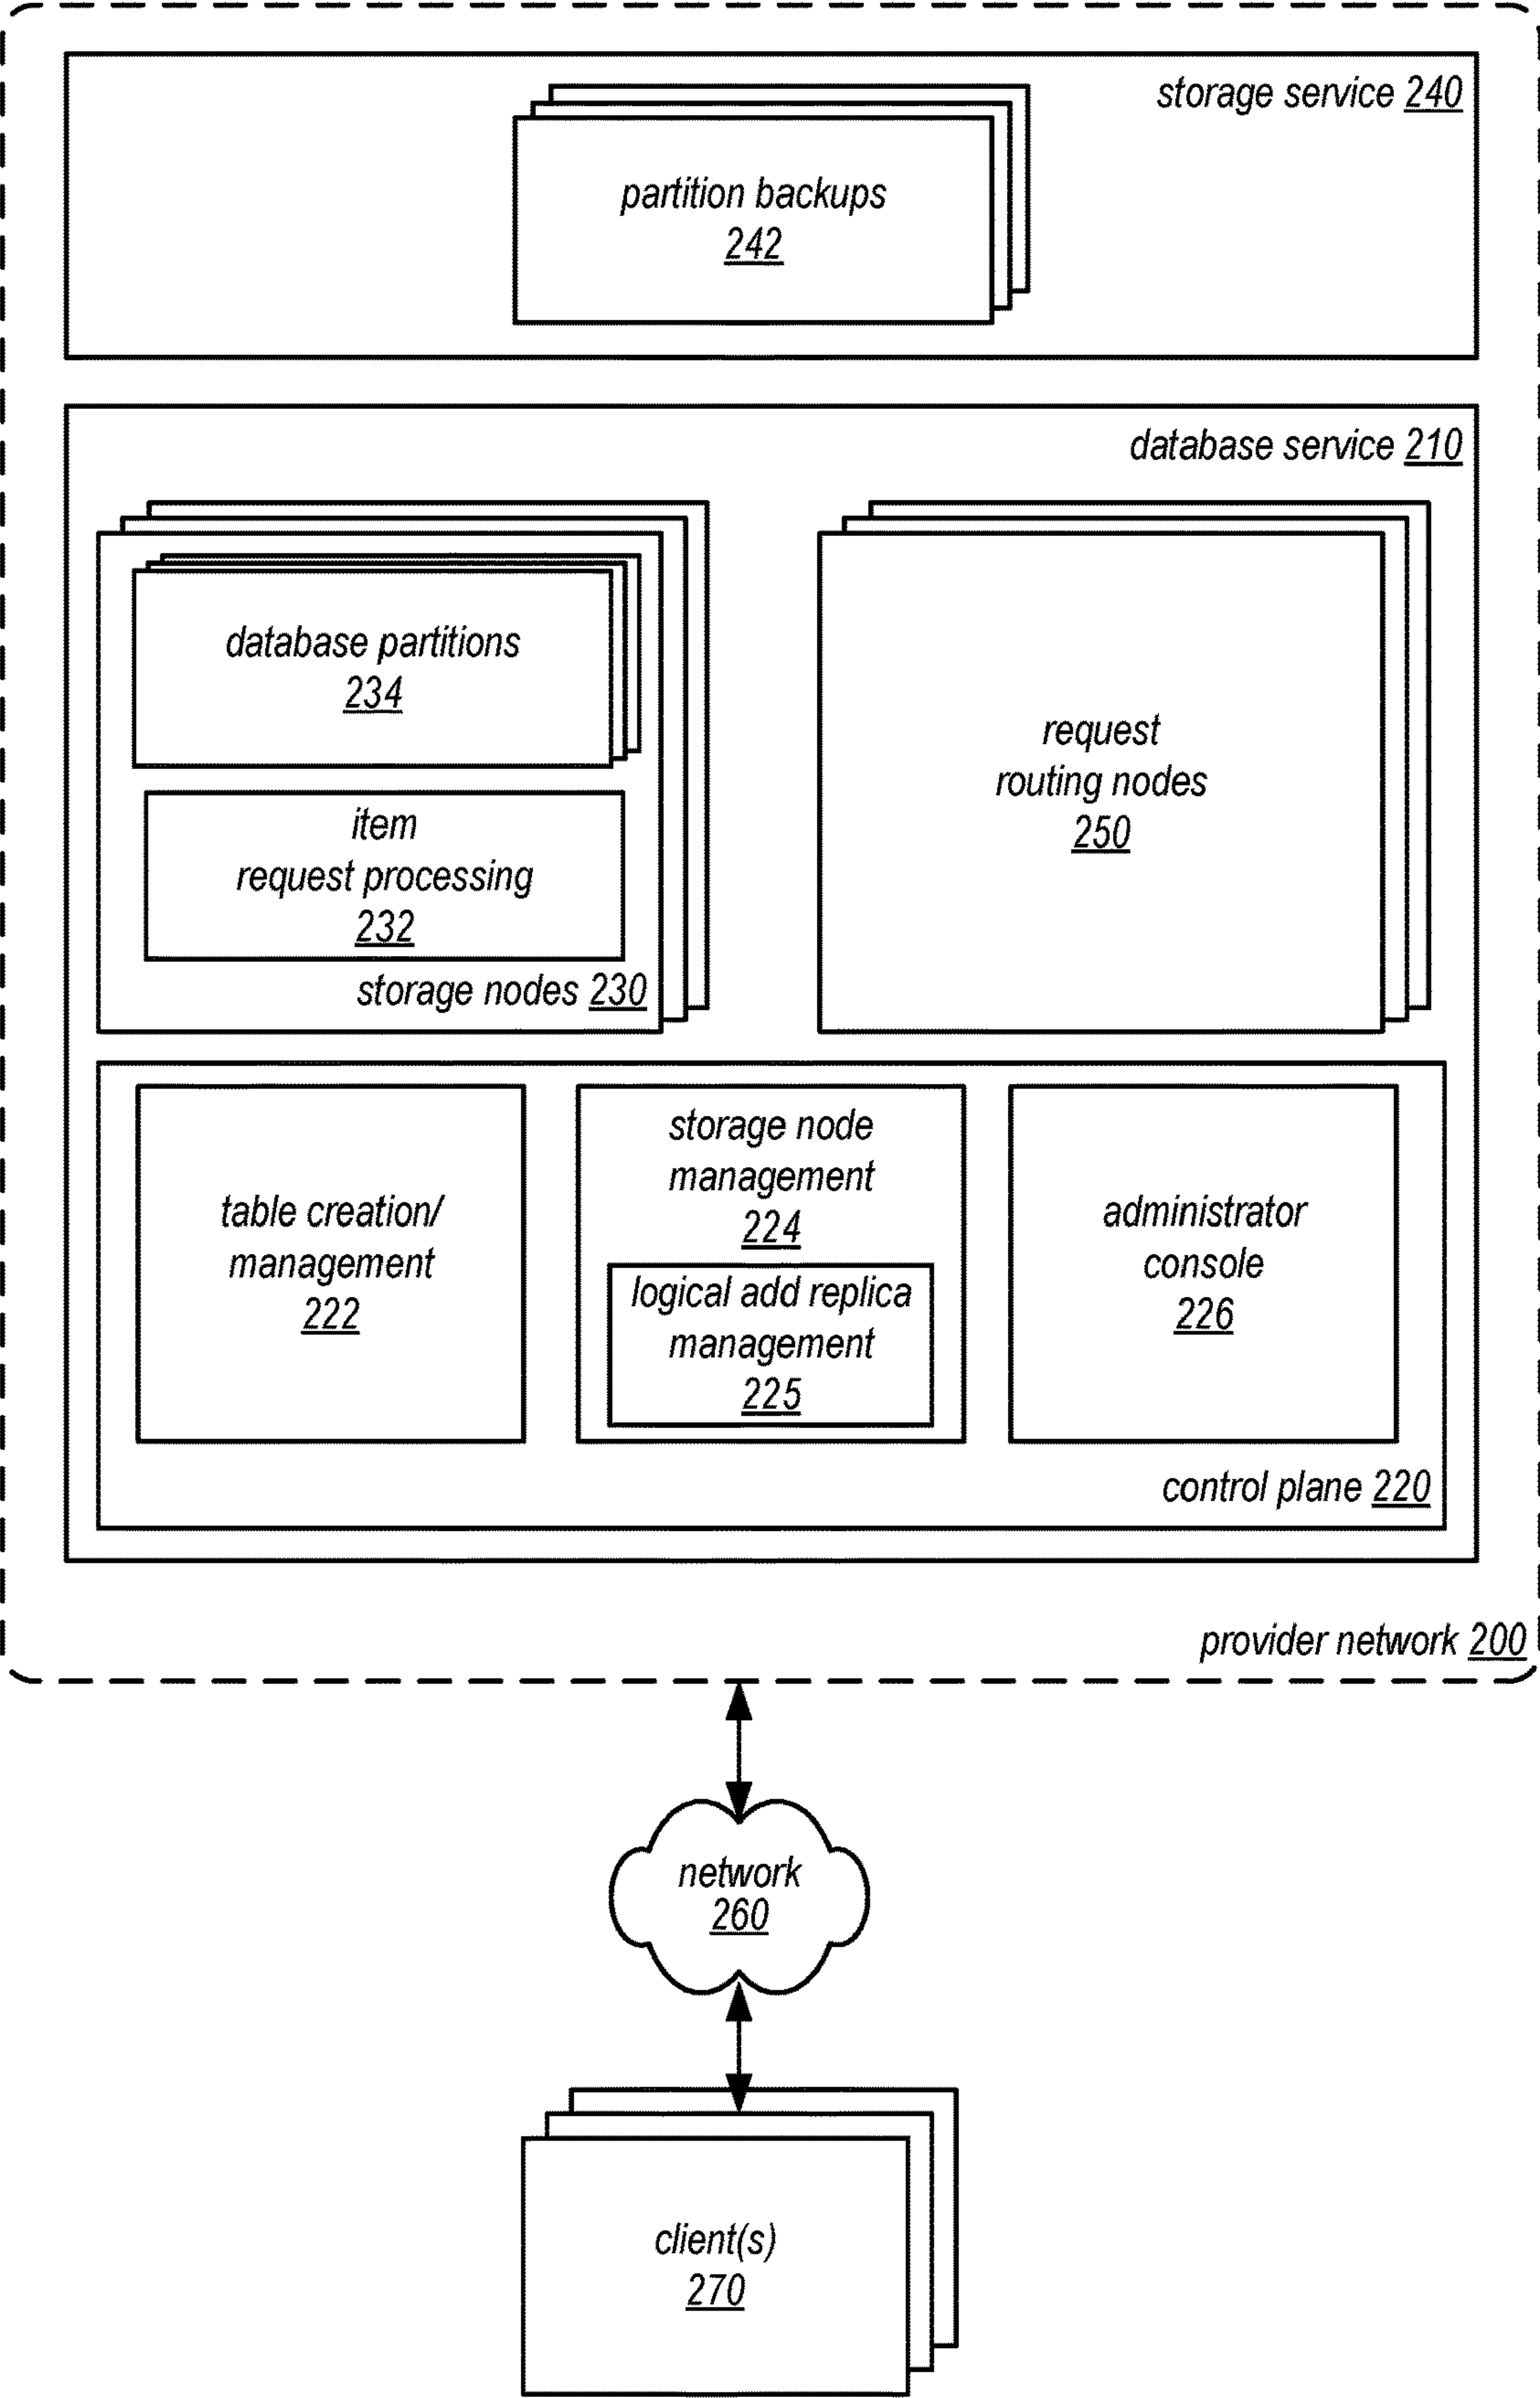 storage service 240
partition backups
242
database service 210
database partitions
234
item
request processing
232
storage nodes 230
request
routing nodes
250
table creation/
management
222
storage node
management
224
logical add replica
management
225
administrator
console
226
control plane 220
provider network 200
network
260
client(s)
270